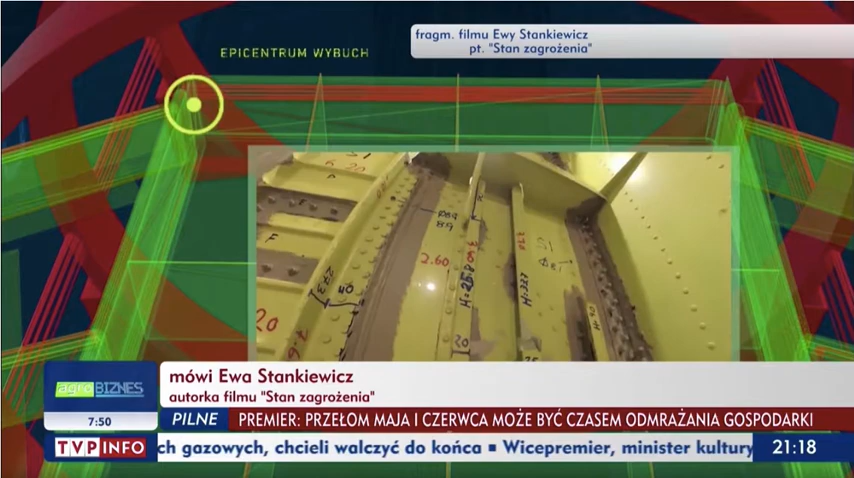 EPICENTRUM WYBUCH
fragm. filmu Ewy Stankiewicz
pt. "Stan zagrożenia"
2.60
20
mówi Ewa Stankiewicz
autorka filmu "Stan zagrożenia"
agroBIZNES
7:50
PILNE PREMIER: PRZEŁOM MAJA I CZERWCA MOŻE BYĆ CZASEM ODMRAŻANIA GOSPODARKI
TVP INFO ch gazowych, chcieli walczyć do końca ▪ Wicepremier, minister kultury 21:18